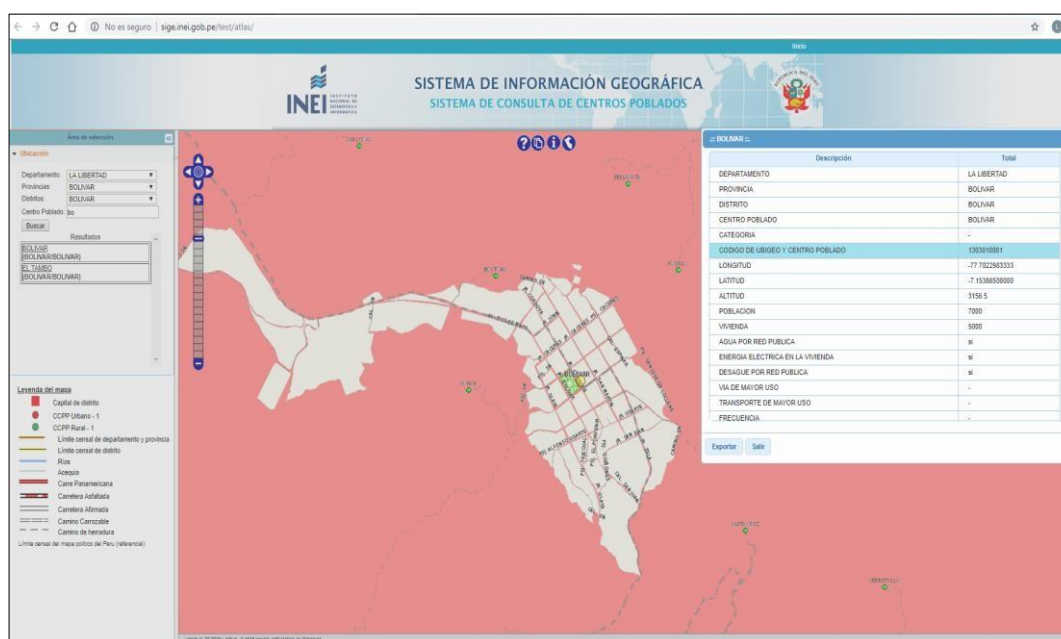 No es seguro | sige.inei.gob.pe/test/atlas/
Inicio
INEI
INSTITUTO
NACIONAL DE
ESTADÍSTICA E
INFORMÁTICA
SISTEMA DE INFORMACIÓN GEOGRÁFICA
SISTEMA DE CONSULTA DE CENTROS POBLADOS
Área de selección
Ubicación
Departamento: LA LIBERTAD
Provincias: BOLIVAR
Distritos: BOLIVAR
Centro Poblado: bo
Buscar
Resultados
BOLIVAR
(BOLIVAR/BOLIVAR)
EL TAMBO
(BOLIVAR/BOLIVAR)
Leyenda del mapa
Capital de distrito
CCPP Urbano - 1
CCPP Rural - 1
Límite censal de departamento y provincia
Límite censal de distrito
Ríos
Acequia
Carre Panamericana
Carretera Asfaltada
Carretera Afirmada
Camino Carrozable
Camino de herradura
Límite censal del mapa político del Peru (referencial)
BOLIVAR
.:: BOLIVAR ::.
Descripción Total
DEPARTAMENTO LA LIBERTAD
PROVINCIA BOLIVAR
DISTRITO BOLIVAR
CENTRO POBLADO BOLIVAR
CATEGORIA -
CODIGO DE UBIGEO Y CENTRO POBLADO 1303010001
LONGITUD -77.7022983333
LATITUD -7.15386500000
ALTITUD 3156.5
POBLACION 7000
VIVIENDA 5000
AGUA POR RED PUBLICA si
ENERGIA ELECTRICA EN LA VIVIENDA si
DESAGUE POR RED PUBLICA si
VIA DE MAYOR USO -
TRANSPORTE DE MAYOR USO -
FRECUENCIA -
Exportar Salir